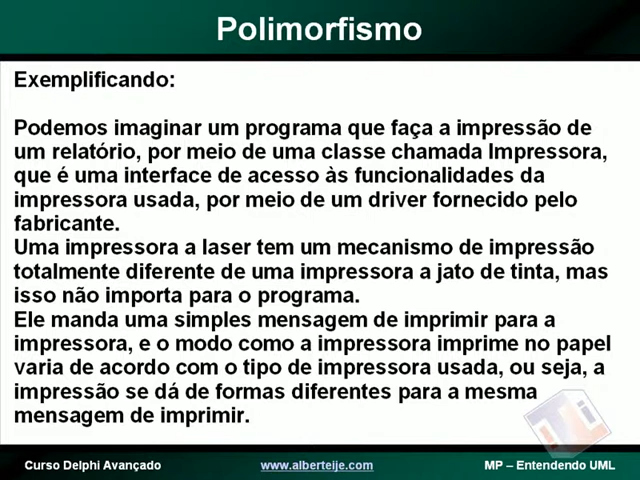 Polimorfismo
Exemplificando:
Podemos imaginar um programa que faça a impressão de
um relatório, por meio de uma classe chamada Impressora,
que é uma interface de acesso às funcionalidades da
impressora usada, por meio de um driver fornecido pelo
fabricante.
Uma impressora a laser tem um mecanismo de impressão
totalmente diferente de uma impressora a jato de tinta, mas
isso não importa para o programa.
Ele manda uma simples mensagem de imprimir para a
impressora, e o modo como a impressora imprime no papel
varia de acordo com o tipo de impressora usada, ou seja, a
impressão se dá de formas diferentes para a mesma
mensagem de imprimir.
Curso Delphi Avançado www.alberteije.com MP – Entendendo UML